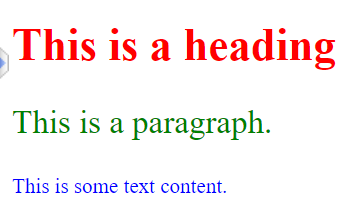 This is a heading
This is a paragraph.
This is some text content.